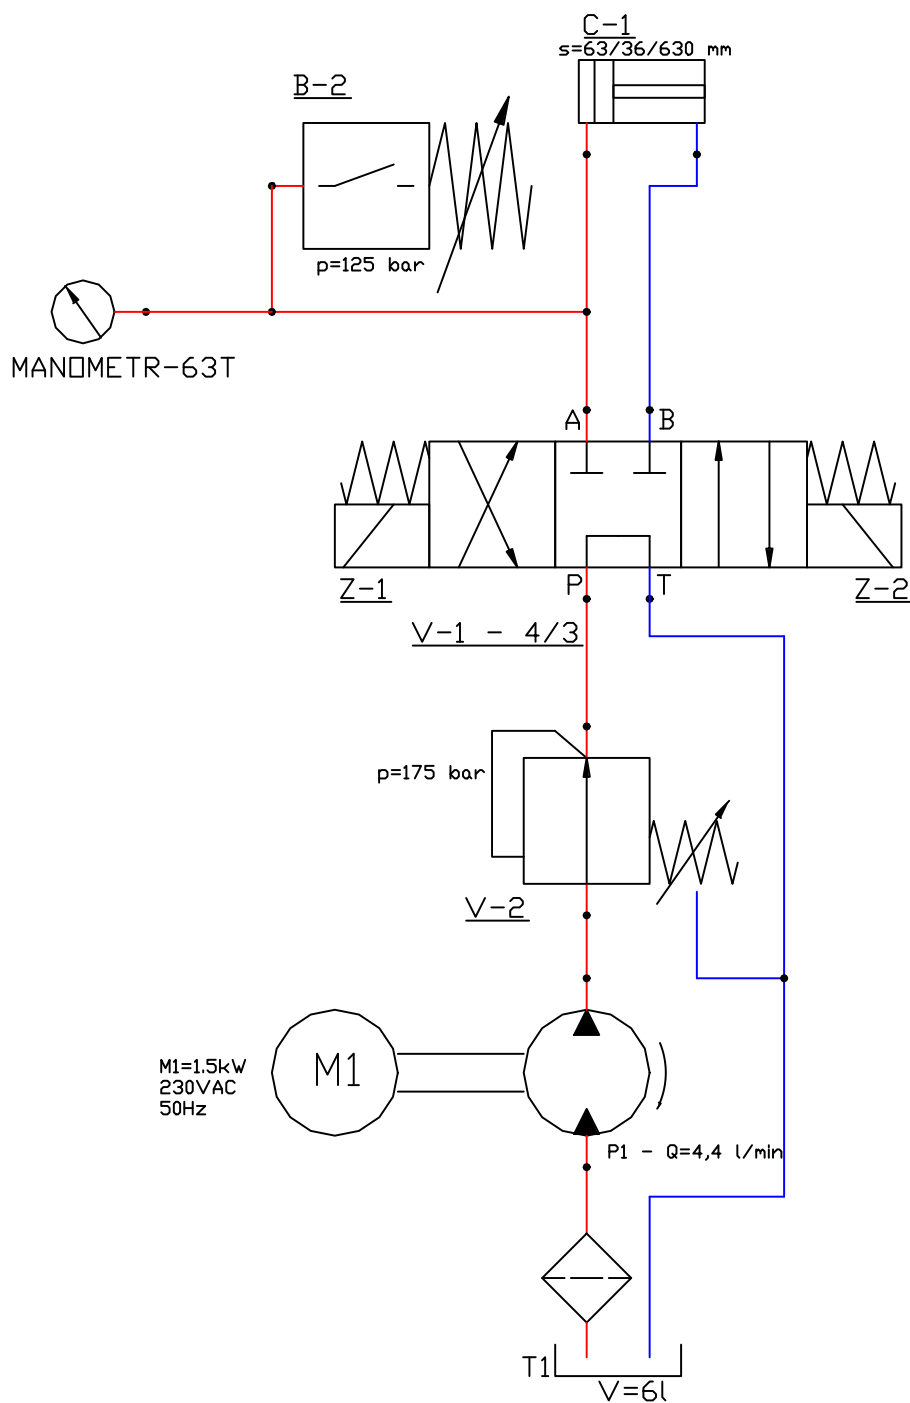 C-1
s=63/36/630 mm
B-2
p=125 bar
MANOMETR-63T
A
B
Z-1
P
T
Z-2
V-1 - 4/3
p=175 bar
V-2
M1
M1=1.5kW
230VAC
50Hz
P1 - Q=4,4 l/min
T1
V=6l